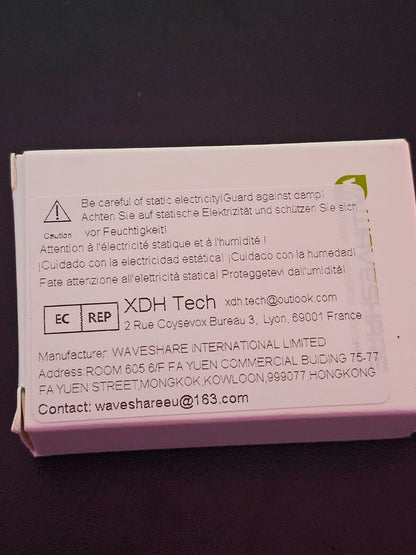 Be careful of static electricity!Guard against damp!
Achten Sie auf statische Elektrizität und schützen Sie sich
Caution vor Feuchtigkeit!
Attention à l'électricité statique et à l'humidité !
¡Cuidado con la electricidad estática! ¡Cuidado con la humedad!
Fate attenzione all'elettricità statica! Proteggetevi dall'umidità!
EC REP XDH Tech xdh.tech@outlook.com
2 Rue Coysevox Bureau 3, Lyon, 69001 France
Manufacturer: WAVESHARE INTERNATIONAL LIMITED
Address:ROOM 605 6/F FA YUEN COMMERCIAL BUIDING 75-77
FA YUEN STREET,MONGKOK,KOWLOON,999077,HONGKONG
Contact: waveshareeu@163.com
WAVESHARE